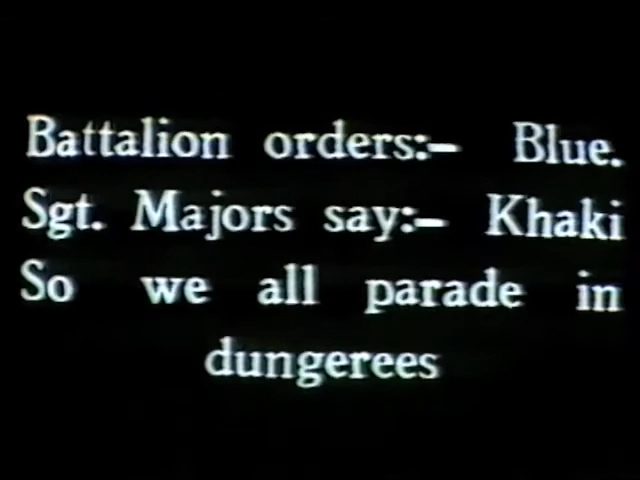 Battalion orders:- Blue.
Sgt. Majors say:- Khaki
So we all parade in
dungerees